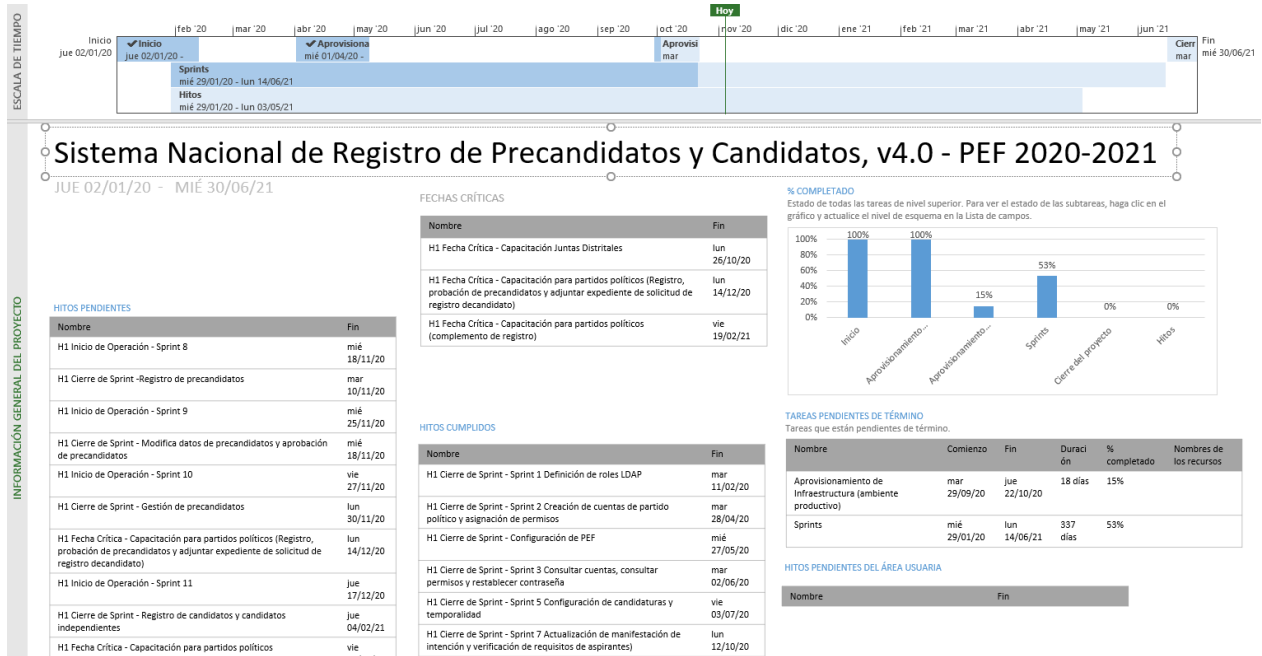 Hoy
feb '20 mar '20 abr '20 may '20 jun '20 jul '20 ago '20 sep '20 oct '20 nov '20 dic '20 ene '21 feb '21 mar '21 abr '21 may '21 jun '21
Inicio
jue 02/01/20
Inicio
jue 02/01/20 -
Aprovisiona
mié 01/04/20 -
Aprovisi
mar
Cierr
mar
Fin
mié 30/06/21
Sprints
mié 29/01/20 - lun 14/06/21
Hitos
mié 29/01/20 - lun 03/05/21
ESCALA DE TIEMPO
Sistema Nacional de Registro de Precandidatos y Candidatos, v4.0 - PEF 2020-2021
JUE 02/01/20 - MIÉ 30/06/21
INFORMACIÓN GENERAL DEL PROYECTO
HITOS PENDIENTES
Nombre Fin
H1 Inicio de Operación - Sprint 8 mié
18/11/20
H1 Cierre de Sprint -Registro de precandidatos mar
10/11/20
H1 Inicio de Operación - Sprint 9 mié
25/11/20
H1 Cierre de Sprint - Modifica datos de precandidatos y aprobación mié
de precandidatos 18/11/20
H1 Inicio de Operación - Sprint 10 vie
27/11/20
H1 Cierre de Sprint - Gestión de precandidatos lun
30/11/20
H1 Fecha Crítica - Capacitación para partidos políticos (Registro, lun
probación de precandidatos y adjuntar expediente de solicitud de 14/12/20
registro decandidato)
H1 Inicio de Operación - Sprint 11 jue
17/12/20
H1 Cierre de Sprint - Registro de candidatos y candidatos jue
independientes 04/02/21
H1 Fecha Crítica - Capacitación para partidos políticos vie
FECHAS CRÍTICAS
Nombre Fin
H1 Fecha Crítica - Capacitación Juntas Distritales lun
26/10/20
H1 Fecha Crítica - Capacitación para partidos políticos (Registro, lun
probación de precandidatos y adjuntar expediente de solicitud de 14/12/20
registro decandidato)
H1 Fecha Crítica - Capacitación para partidos políticos vie
(complemento de registro) 19/02/21
HITOS CUMPLIDOS
Nombre Fin
H1 Cierre de Sprint - Sprint 1 Definición de roles LDAP mar
11/02/20
H1 Cierre de Sprint - Sprint 2 Creación de cuentas de partido mar
político y asignación de permisos 28/04/20
H1 Cierre de Sprint - Configuración de PEF mié
27/05/20
H1 Cierre de Sprint - Sprint 3 Consultar cuentas, consultar mar
permisos y restablecer contraseña 02/06/20
H1 Cierre de Sprint - Sprint 5 Configuración de candidaturas y vie
temporalidad 03/07/20
H1 Cierre de Sprint - Sprint 7 Actualización de manifestación de lun
intención y verificación de requisitos de aspirantes) 12/10/20
% COMPLETADO
Estado de todas las tareas de nivel superior. Para ver el estado de las subtareas, haga clic en el
gráfico y actualice el nivel de esquema en la Lista de campos.
100%
80%
60%
40%
20%
0%
100% 100% 15% 53% 0% 0%
Inicio
Aprovisionamiento...
Aprovisionamiento...
Sprints
Cierre del proyecto
Hitos
TAREAS PENDIENTES DE TÉRMINO
Tareas que están pendientes de término.
Nombre Comienzo Fin Duraci % Nombres de
ón completado los recursos
Aprovisionamiento de mar jue 18 días 15%
Infraestructura (ambiente 29/09/20 22/10/20
productivo)
Sprints mié lun 337 53%
29/01/20 14/06/21 días
HITOS PENDIENTES DEL ÁREA USUARIA
Nombre Fin